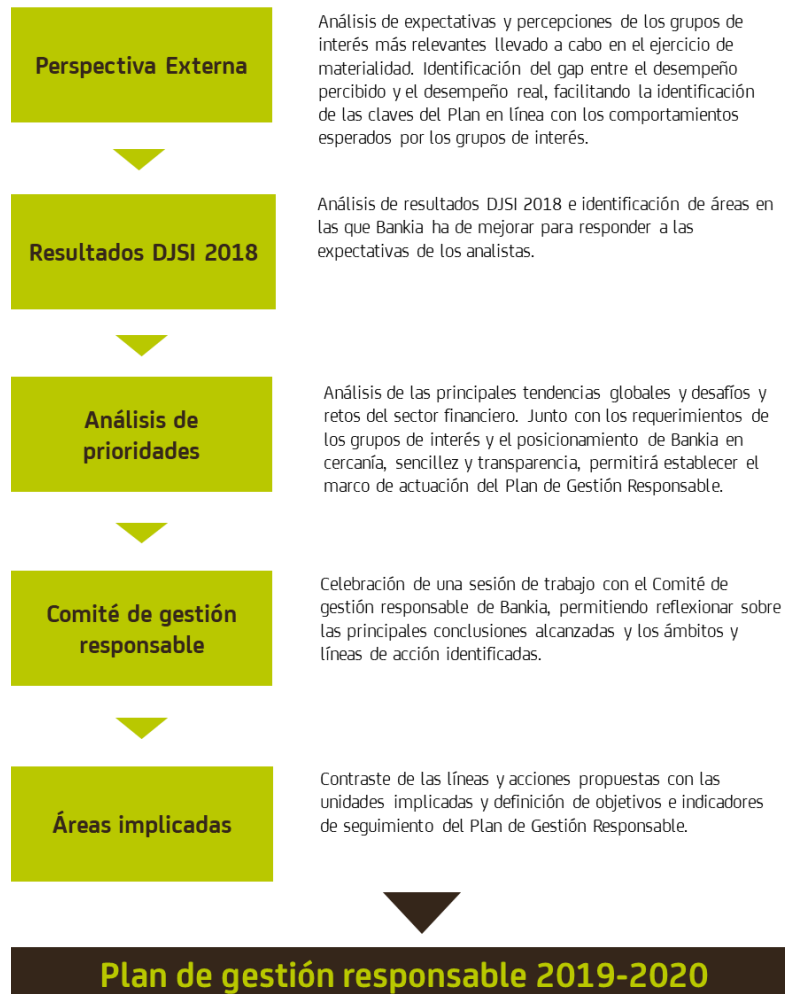 Perspectiva Externa
Análisis de expectativas y percepciones de los grupos de
interés más relevantes llevado a cabo en el ejercicio de
materialidad. Identificación del gap entre el desempeño
percibido y el desempeño real, facilitando la identificación
de las claves del Plan en línea con los comportamientos
esperados por los grupos de interés.
Resultados DJSI 2018
Análisis de resultados DJSI 2018 e identificación de áreas en
las que Bankia ha de mejorar para responder a las
expectativas de los analistas.
Análisis de
prioridades
Análisis de las principales tendencias globales y desafíos y
retos del sector financiero. Junto con los requerimientos de
los grupos de interés y el posicionamiento de Bankia en
cercanía, sencillez y transparencia, permitirá establecer el
marco de actuación del Plan de Gestión Responsable.
Comité de gestión
responsable
Celebración de una sesión de trabajo con el Comité de
gestión responsable de Bankia, permitiendo reflexionar sobre
las principales conclusiones alcanzadas y los ámbitos y
líneas de acción identificadas.
Áreas implicadas
Contraste de las líneas y acciones propuestas con las
unidades implicadas y definición de objetivos e indicadores
de seguimiento del Plan de Gestión Responsable.
Plan de gestión responsable 2019-2020